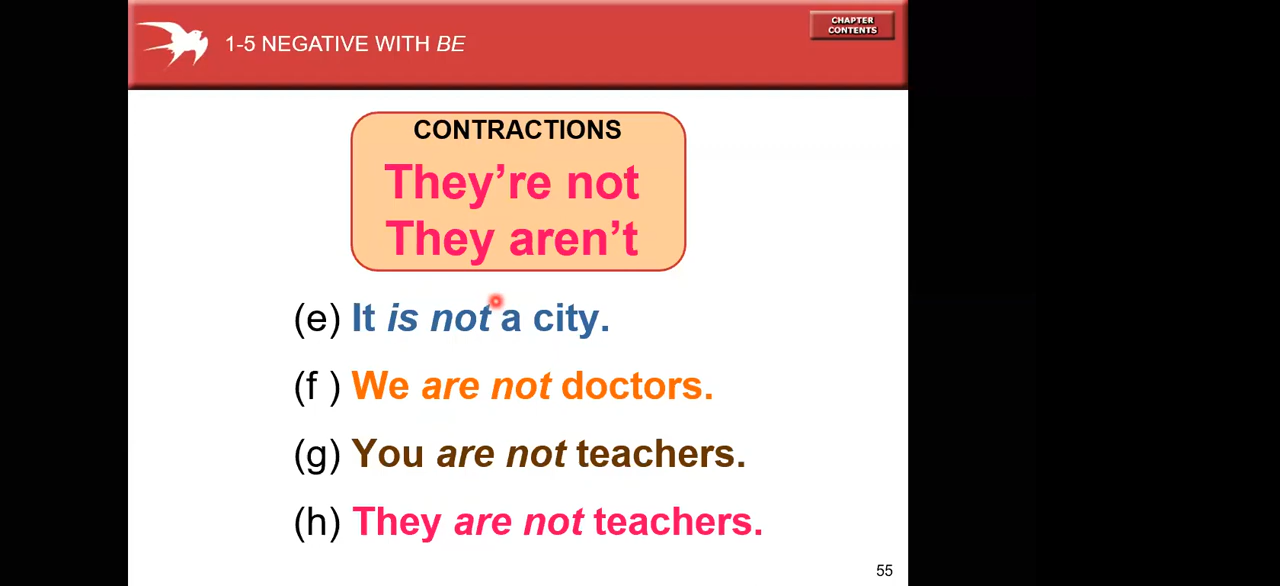 1-5 NEGATIVE WITH BE
CHAPTER
CONTENTS
CONTRACTIONS
They’re not
They aren’t
(e) It is not a city.
(f ) We are not doctors.
(g) You are not teachers.
(h) They are not teachers.
55